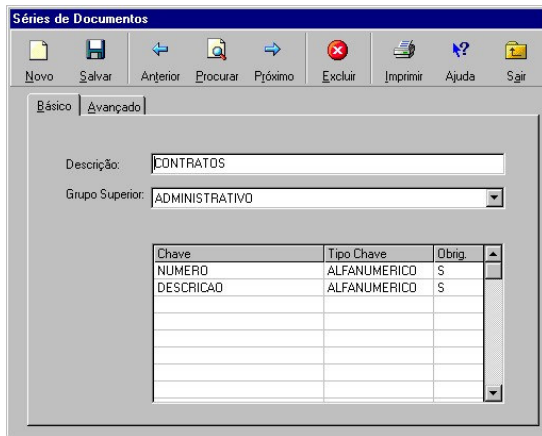 Séries de Documentos
Novo Salvar Anterior Procurar Próximo Excluir Imprimir Ajuda Sair
Básico Avançado
Descrição: CONTRATOS
Grupo Superior: ADMINISTRATIVO
Chave Tipo Chave Obrig.
NUMERO ALFANUMERICO S
DESCRICAO ALFANUMERICO S